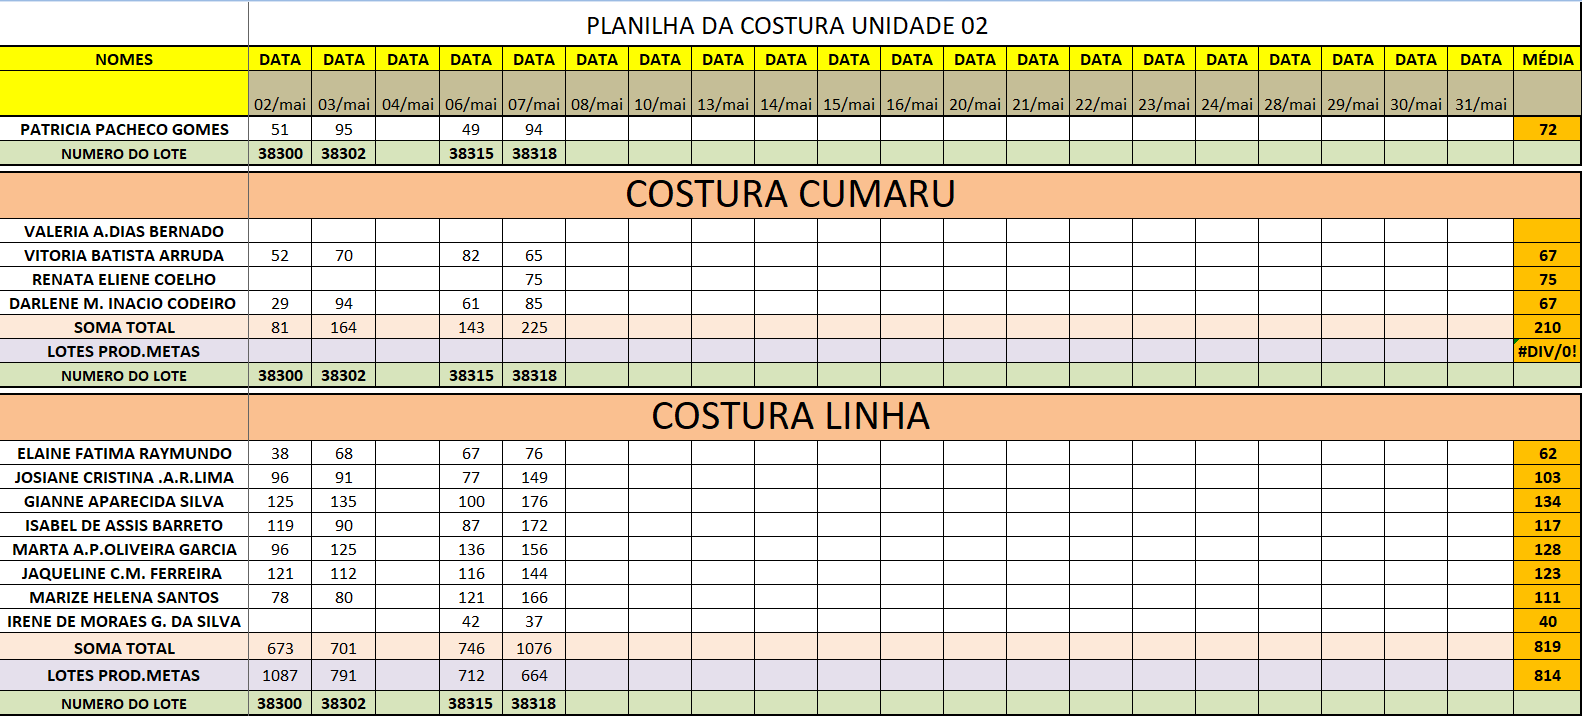 PLANILHA DA COSTURA UNIDADE 02
NOMES DATA DATA DATA DATA DATA DATA DATA DATA DATA DATA DATA DATA DATA DATA DATA DATA DATA DATA DATA DATA MÉDIA
02/mai 03/mai 04/mai 06/mai 07/mai 08/mai 10/mai 13/mai 14/mai 15/mai 16/mai 20/mai 21/mai 22/mai 23/mai 24/mai 28/mai 29/mai 30/mai 31/mai
PATRICIA PACHECO GOMES 51 95 49 94 72
NUMERO DO LOTE 38300 38302 38315 38318
COSTURA CUMARU
VALERIA A.DIAS BERNADO
VITORIA BATISTA ARRUDA 52 70 82 65 67
RENATA ELIENE COELHO 75 75
DARLENE M. INACIO CODEIRO 29 94 61 85 67
SOMA TOTAL 81 164 143 225 210
LOTES PROD.METAS #DIV/0!
NUMERO DO LOTE 38300 38302 38315 38318
COSTURA LINHA
ELAINE FATIMA RAYMUNDO 38 68 67 76 62
JOSIANE CRISTINA .A.R.LIMA 96 91 77 149 103
GIANNE APARECIDA SILVA 125 135 100 176 134
ISABEL DE ASSIS BARRETO 119 90 87 172 117
MARTA A.P.OLIVEIRA GARCIA 96 125 136 156 128
JAQUELINE C.M. FERREIRA 121 112 116 144 123
MARIZE HELENA SANTOS 78 80 121 166 111
IRENE DE MORAES G. DA SILVA 42 37 40
SOMA TOTAL 673 701 746 1076 819
LOTES PROD.METAS 1087 791 712 664 814
NUMERO DO LOTE 38300 38302 38315 38318